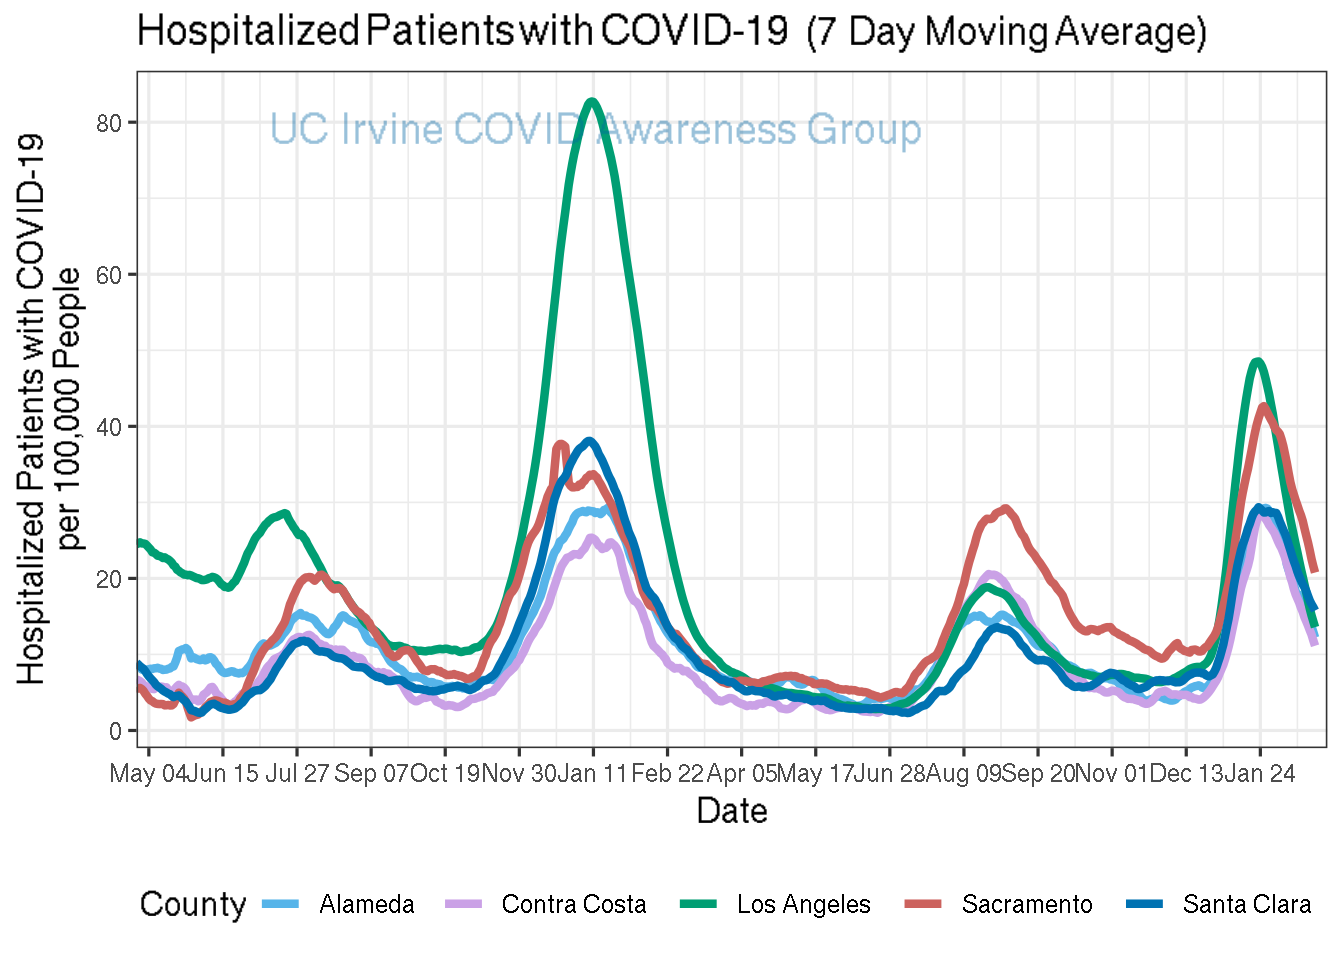 Hospitalized Patients with COVID-19 (7 Day Moving Average)
UC Irvine COVID Awareness Group
Hospitalized Patients with COVID-19
per 100,000 People
80
60
40
20
0
May 04 Jun 15 Jul 27 Sep 07 Oct 19 Nov 30 Jan 11 Feb 22 Apr 05 May 17 Jun 28 Aug 09 Sep 20 Nov 01 Dec 13 Jan 24
Date
County Alameda Contra Costa Los Angeles Sacramento Santa Clara